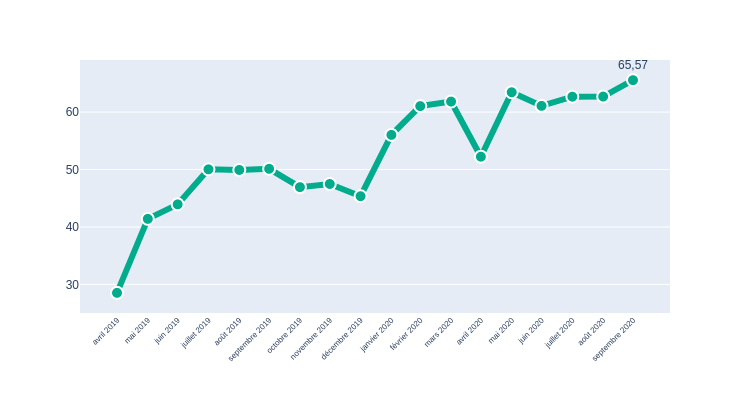 65,57
60
50
40
30
avril 2019
mai 2019
juin 2019
juillet 2019
août 2019
septembre 2019
octobre 2019
novembre 2019
décembre 2019
janvier 2020
février 2020
mars 2020
avril 2020
mai 2020
juin 2020
juillet 2020
août 2020
septembre 2020